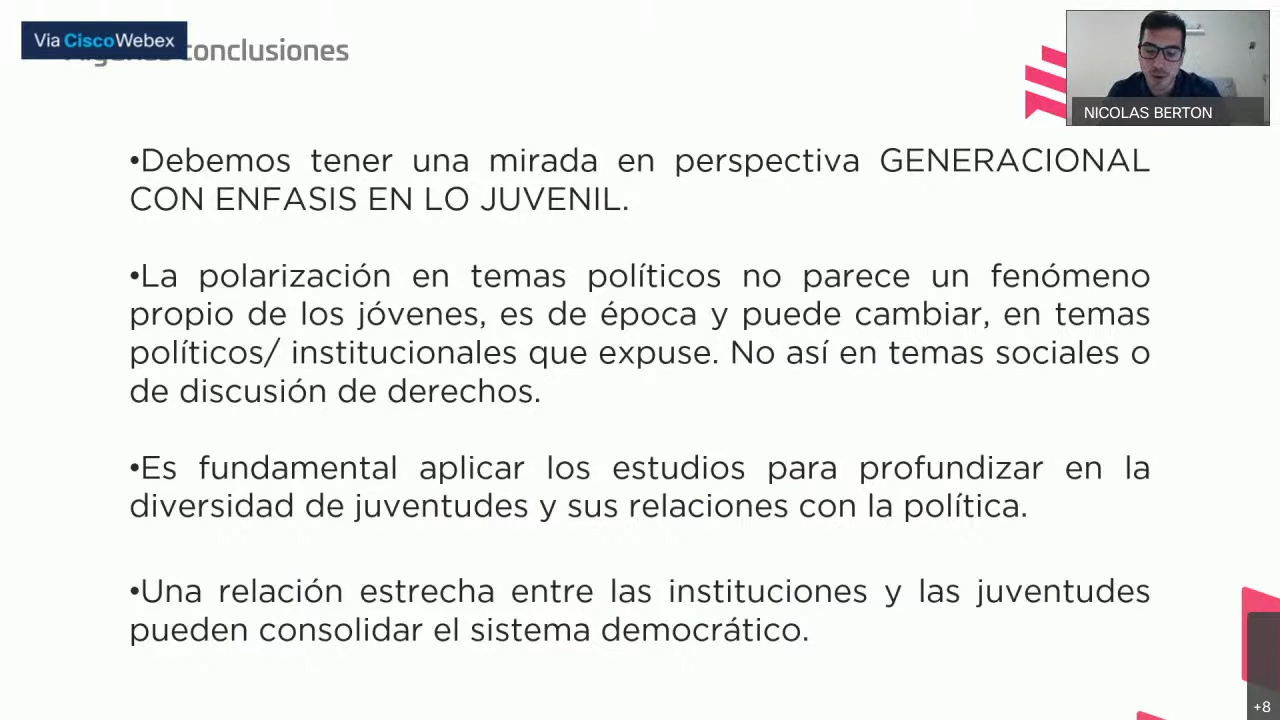 Vía CiscoWebex
conclusiones
NICOLAS BERTON
•Debemos tener una mirada en perspectiva GENERACIONAL
CON ENFASIS EN LO JUVENIL.
•La polarización en temas políticos no parece un fenómeno
propio de los jóvenes, es de época y puede cambiar, en temas
políticos/ institucionales que expuse. No así en temas sociales o
de discusión de derechos.
•Es fundamental aplicar los estudios para profundizar en la
diversidad de juventudes y sus relaciones con la política.
•Una relación estrecha entre las instituciones y las juventudes
pueden consolidar el sistema democrático.
+8